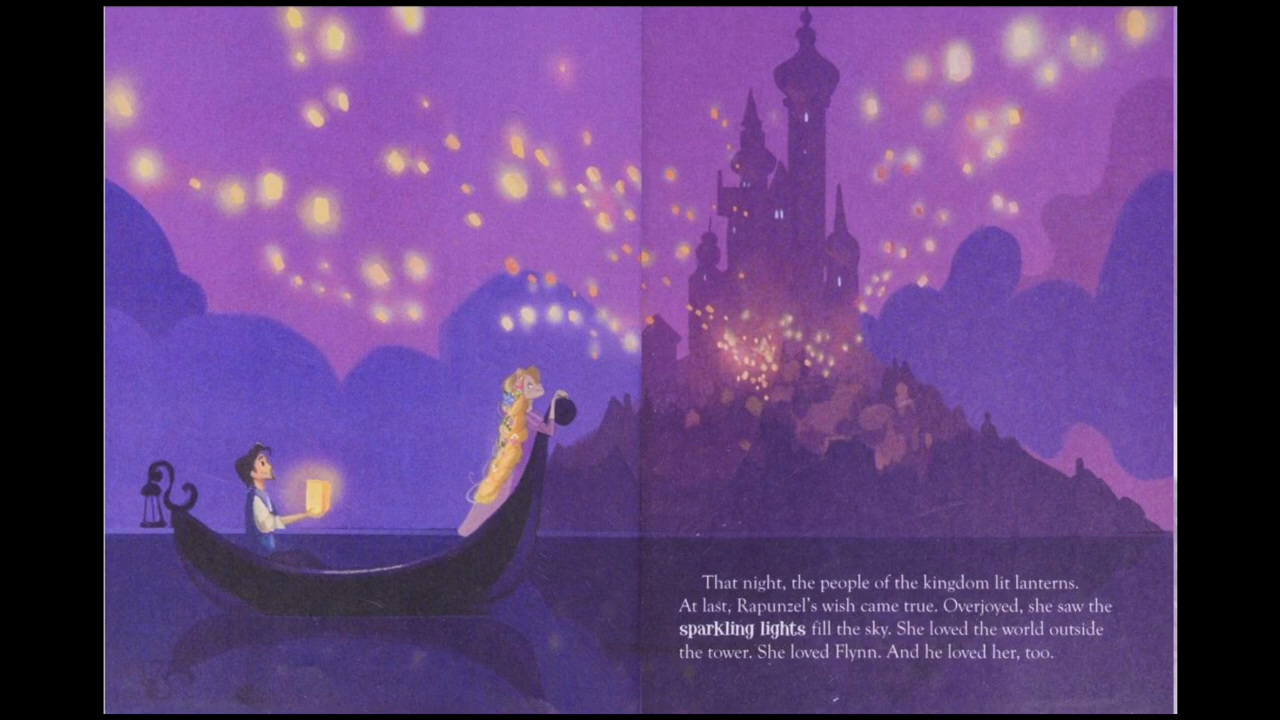 That night, the people of the kingdom lit lanterns.
At last, Rapunzel's wish came true. Overjoyed, she saw the
sparkling lights fill the sky. She loved the world outside
the tower. She loved Flynn. And he loved her, too.